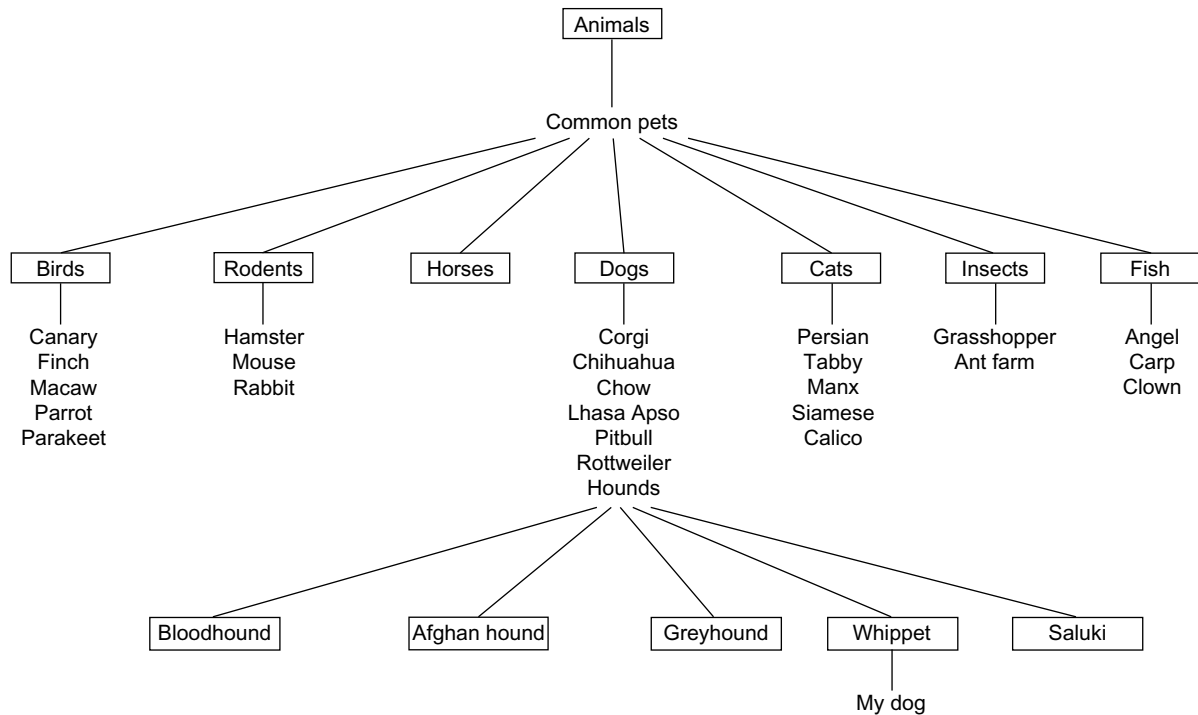 Animals
Common pets
Birds
Rodents
Horses
Dogs
Cats
Insects
Fish
Canary
Finch
Macaw
Parrot
Parakeet
Hamster
Mouse
Rabbit
Corgi
Chihuahua
Chow
Lhasa Apso
Pitbull
Rottweiler
Hounds
Persian
Tabby
Manx
Siamese
Calico
Grasshopper
Ant farm
Angel
Carp
Clown
Bloodhound
Afghan hound
Greyhound
Whippet
Saluki
My dog